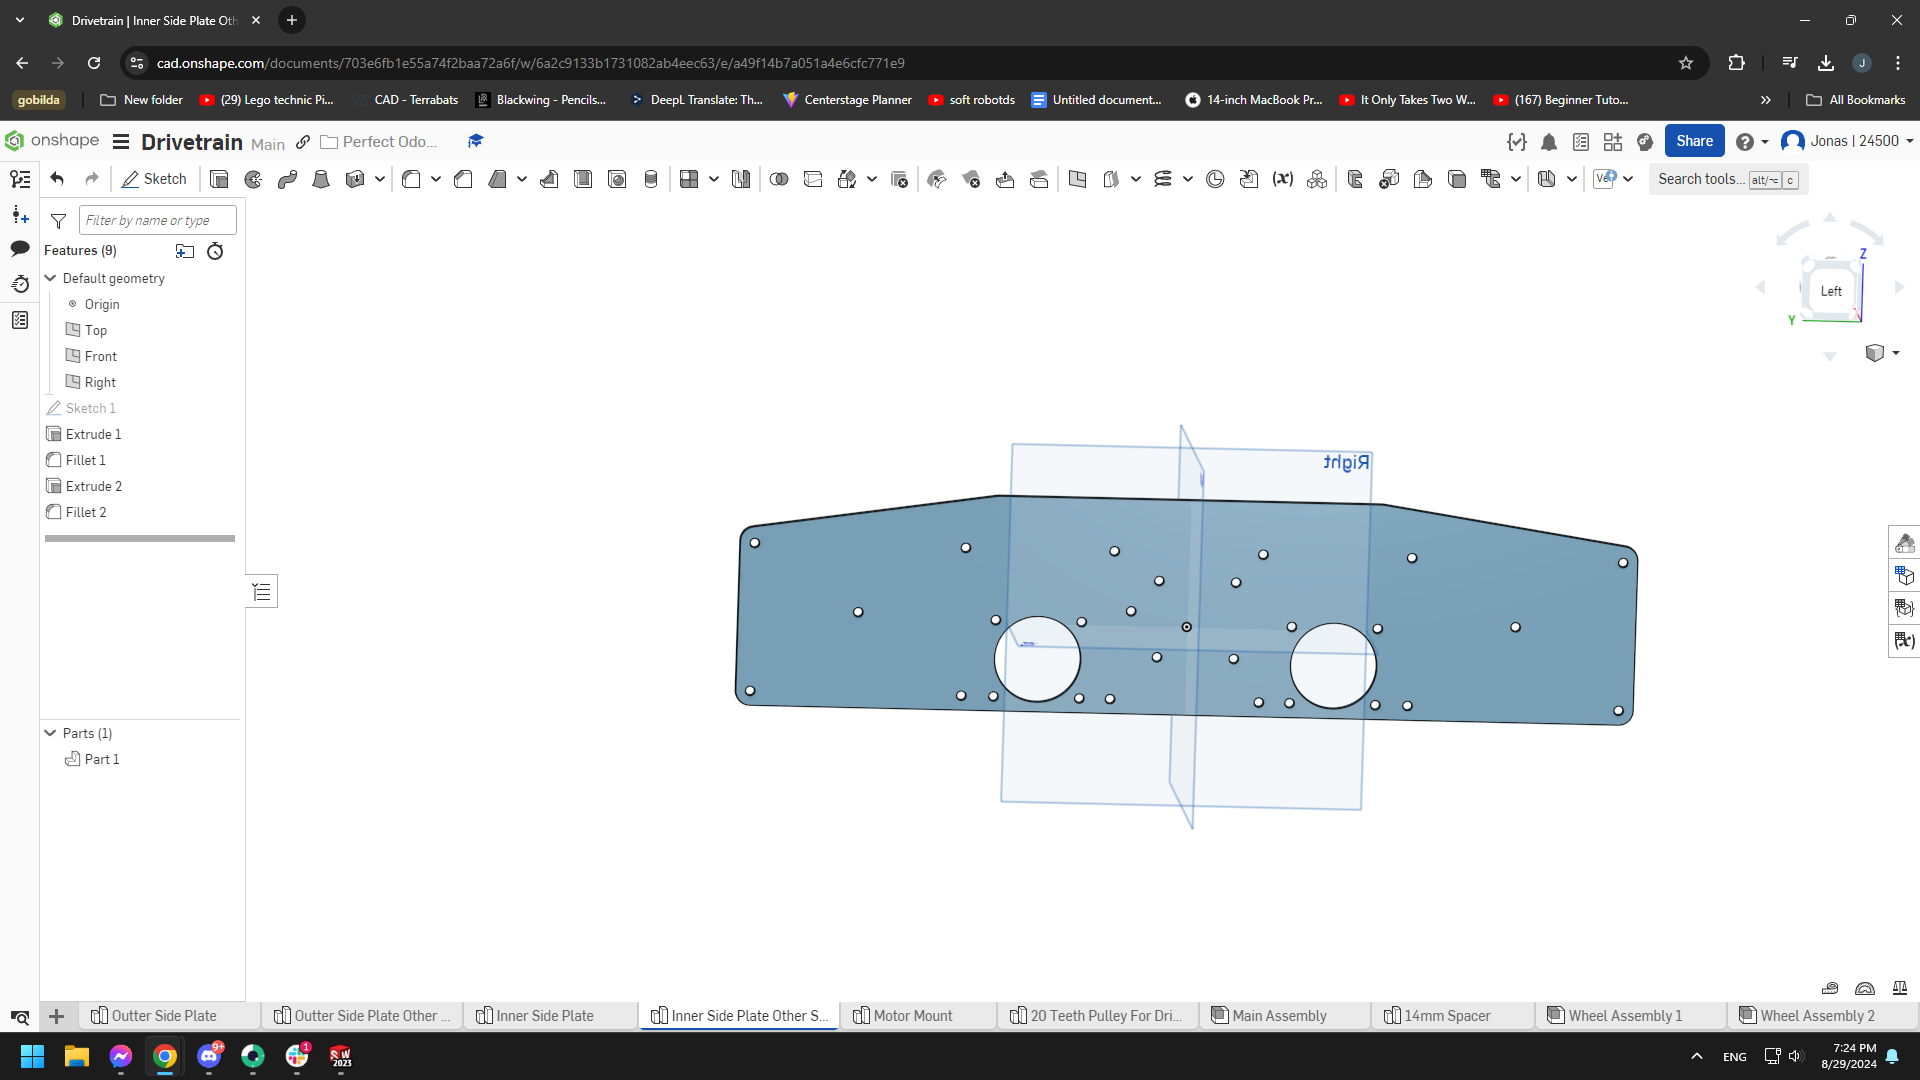 Drivetrain | Inner Side Plate Oth
cad.onshape.com/documents/703e6fb1e55a74f2baa72a6f/w/6a2c9133b1731082ab4eec63/e/a49f14b7a051a4e6cfc771e9
J
gobilda
New folder
(29) Lego technic Pi...
CAD - Terrabats
Blackwing - Pencils...
DeepL Translate: Th...
Centerstage Planner
soft robotds
Untitled document...
14-inch MacBook Pr...
It Only Takes Two W...
(167) Beginner Tuto...
All Bookmarks
onshape
Drivetrain
Main
Perfect Odo...
Share
Jonas | 24500
Sketch
Search tools...
alt/⌥
c
Filter by name or type
Features (9)
Default geometry
Origin
Top
Front
Right
Sketch 1
Extrude 1
Fillet 1
Extrude 2
Fillet 2
Parts (1)
Part 1
Right
Z
Left
Y
X
Outter Side Plate
Outter Side Plate Other ...
Inner Side Plate
Inner Side Plate Other S...
Motor Mount
20 Teeth Pulley For Dri...
Main Assembly
14mm Spacer
Wheel Assembly 1
Wheel Assembly 2
9+
1
SW
2023
ENG
7:24 PM
8/29/2024